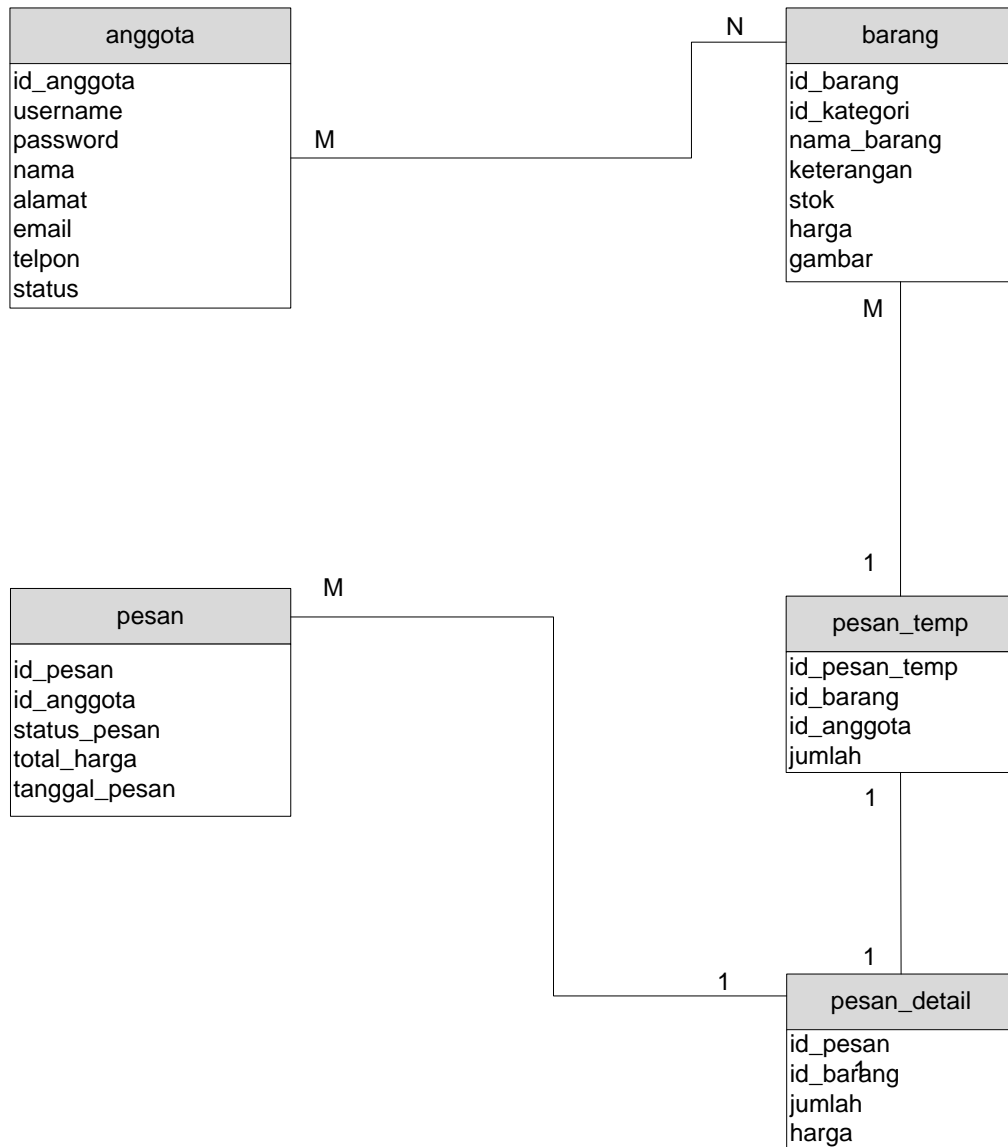 anggota
id_anggota
username
password
nama
alamat
email
telpon
status
M
N
barang
id_barang
id_kategori
nama_barang
keterangan
stok
harga
gambar
M
1
pesan
id_pesan
id_anggota
status_pesan
total_harga
tanggal_pesan
M
pesan_temp
id_pesan_temp
id_barang
id_anggota
jumlah
1
1
1
pesan_detail
id_pesan
id_barang
1
jumlah
harga